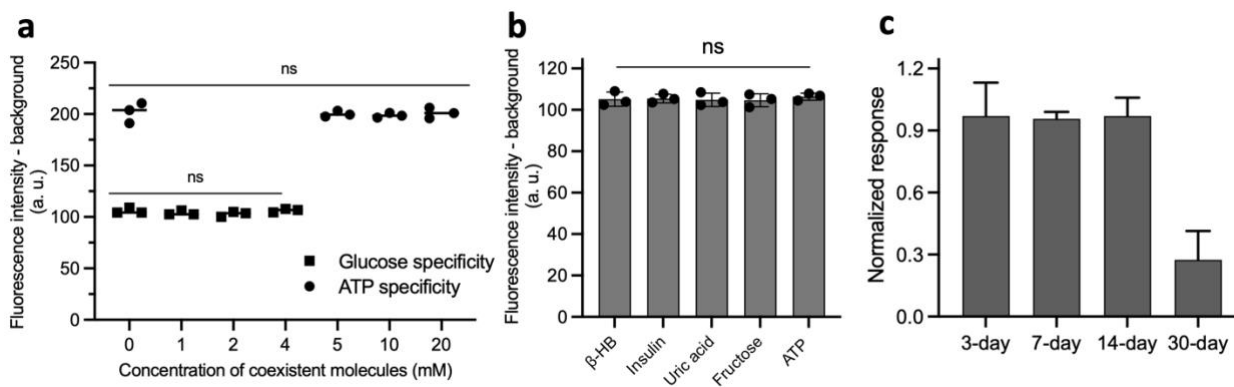 a
Fluorescence intensity - background
(a. u.)
250
200
150
100
50
0
ns
ns
Glucose specificity
ATP specificity
0 1 2 4 5 10 20
Concentration of coexistent molecules (mM)
b
Fluorescence intensity - background
(a. u.)
120
100
80
60
40
20
0
ns
β-HB Insulin Uric acid Fructose ATP
c
Normalized response
1.2
0.9
0.6
0.3
0.0
3-day 7-day 14-day 30-day